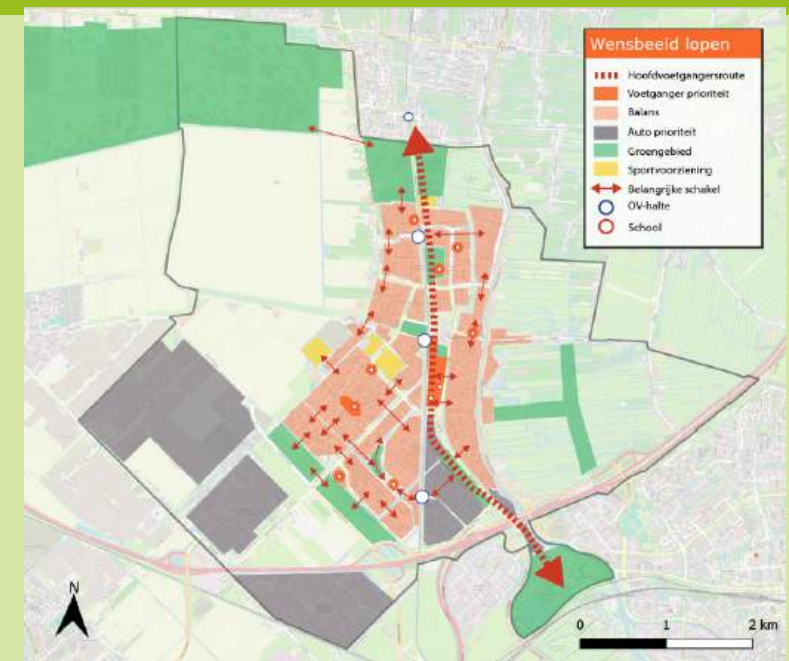 Wensbeeld lopen
Hoofdvoetgangersroute
Voetganger prioriteit
Balans
Auto prioriteit
Groengebied
Sportvoorziening
Belangrijke schakel
OV-halte
School
N
0 1 2 km